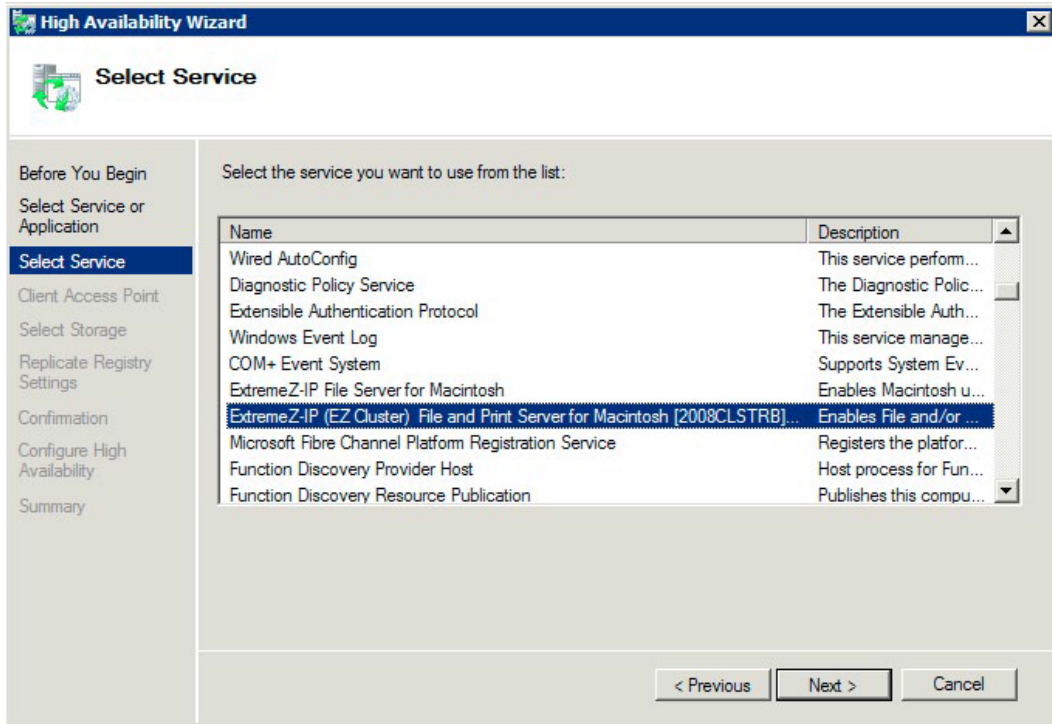 High Availability Wizard
Select Service
Before You Begin
Select Service or
Application
Select Service
Client Access Point
Select Storage
Replicate Registry
Settings
Confirmation
Configure High
Availability
Summary
Select the service you want to use from the list:
Name Description
Wired AutoConfig This service perform...
Diagnostic Policy Service The Diagnostic Polic...
Extensible Authentication Protocol The Extensible Auth...
Windows Event Log This service manage...
COM+ Event System Supports System Ev...
ExtremeZ-IP File Server for Macintosh Enables Macintosh u...
ExtremeZ-IP (EZ Cluster) File and Print Server for Macintosh [2008CLSTRB]... Enables File and/or ...
Microsoft Fibre Channel Platform Registration Service Registers the platfor...
Function Discovery Provider Host Host process for Fun...
Function Discovery Resource Publication Publishes this compu...
< Previous Next > Cancel